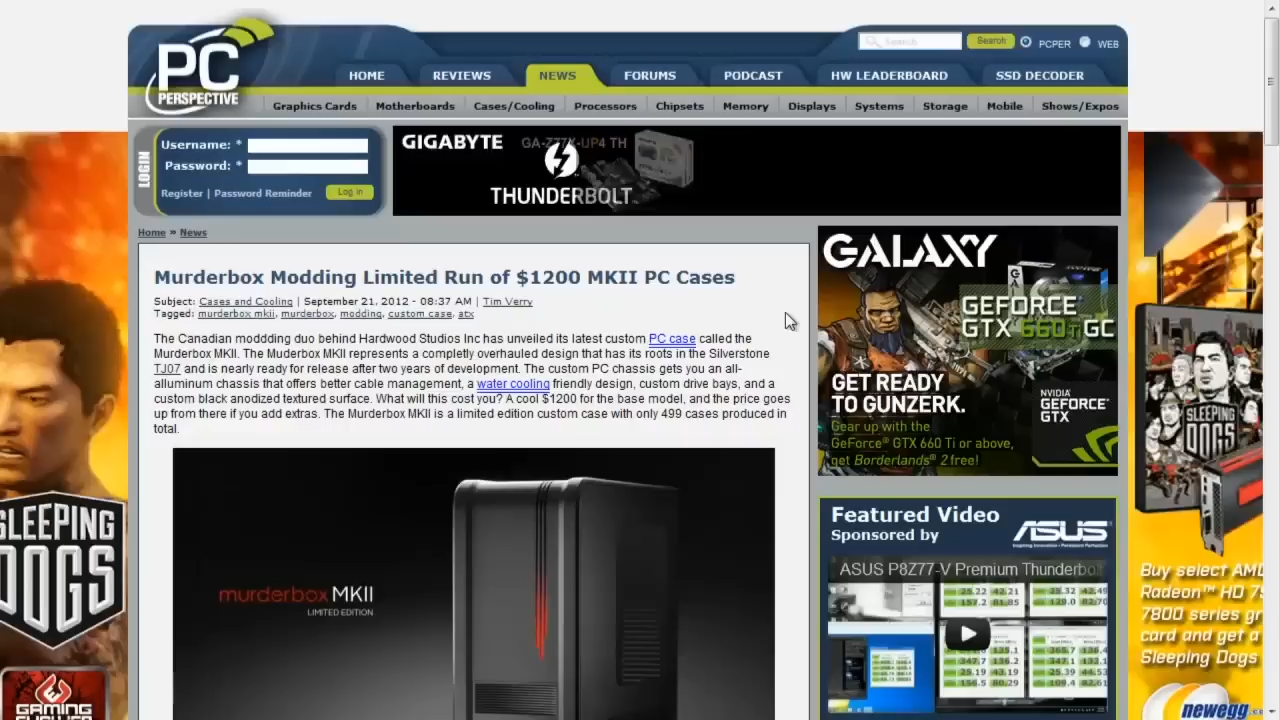 PC PERSPECTIVE
Search
Search
PCPER
WEB
HOME
REVIEWS
NEWS
FORUMS
PODCAST
HW LEADERBOARD
SSD DECODER
Graphics Cards
Motherboards
Cases/Cooling
Processors
Chipsets
Memory
Displays
Systems
Storage
Mobile
Shows/Expos
LOGIN
Username: *
Password: *
Register | Password Reminder
Log in
GIGABYTE GA-Z77X-UP4 TH
THUNDERBOLT
Home » News
Murderbox Modding Limited Run of $1200 MKII PC Cases
Subject: Cases and Cooling | September 21, 2012 - 08:37 AM | Tim Verry
Tagged: murderbox mkii, murderbox, modding, custom case, atx
The Canadian moddding duo behind Hardwood Studios Inc has unveiled its latest custom PC case called the
Murderbox MKII. The Muderbox MKII represents a completly overhauled design that has its roots in the Silverstone
TJ07 and is nearly ready for release after two years of development. The custom PC chassis gets you an all-
alluminum chassis that offers better cable management, a water cooling friendly design, custom drive bays, and a
custom black anodized textured What will this cost you? A cool $1200 for the base model, and the price goes
up from there if you add extras. The Murderbox MKII is a limited edition custom case with only 499 cases produced in
total.
murderbox MKII
LIMITED EDITION
GALAXY
GEFORCE
GTX 660 Ti GC
GET READY
TO GUNZERK.
Gear up with the
GeForce® GTX 660 Ti or above,
get Borderlands® 2 free!
NVIDIA
GEFORCE
GTX
Featured Video
Sponsored by
ASUS
ASUS P8Z77-V Premium Thunderbolt
SLEEPING
DOGS
GAMING
SLEEPING
DOGS
Buy select AMD
Radeon™ HD
7800 series
card and get a
Sleeping Dogs
newegg